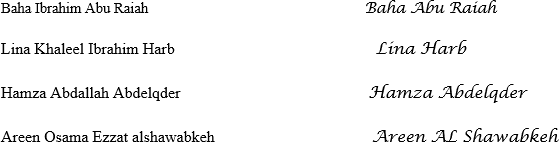 Baha Ibrahim Abu Raiah Baha Abu Raiah
Lina Khaleel Ibrahim Harb Lina Harb
Hamza Abdallah Abdelqder Hamza Abdelqder
Areen Osama Ezzat alshawabkeh Areen AL Shawabkeh